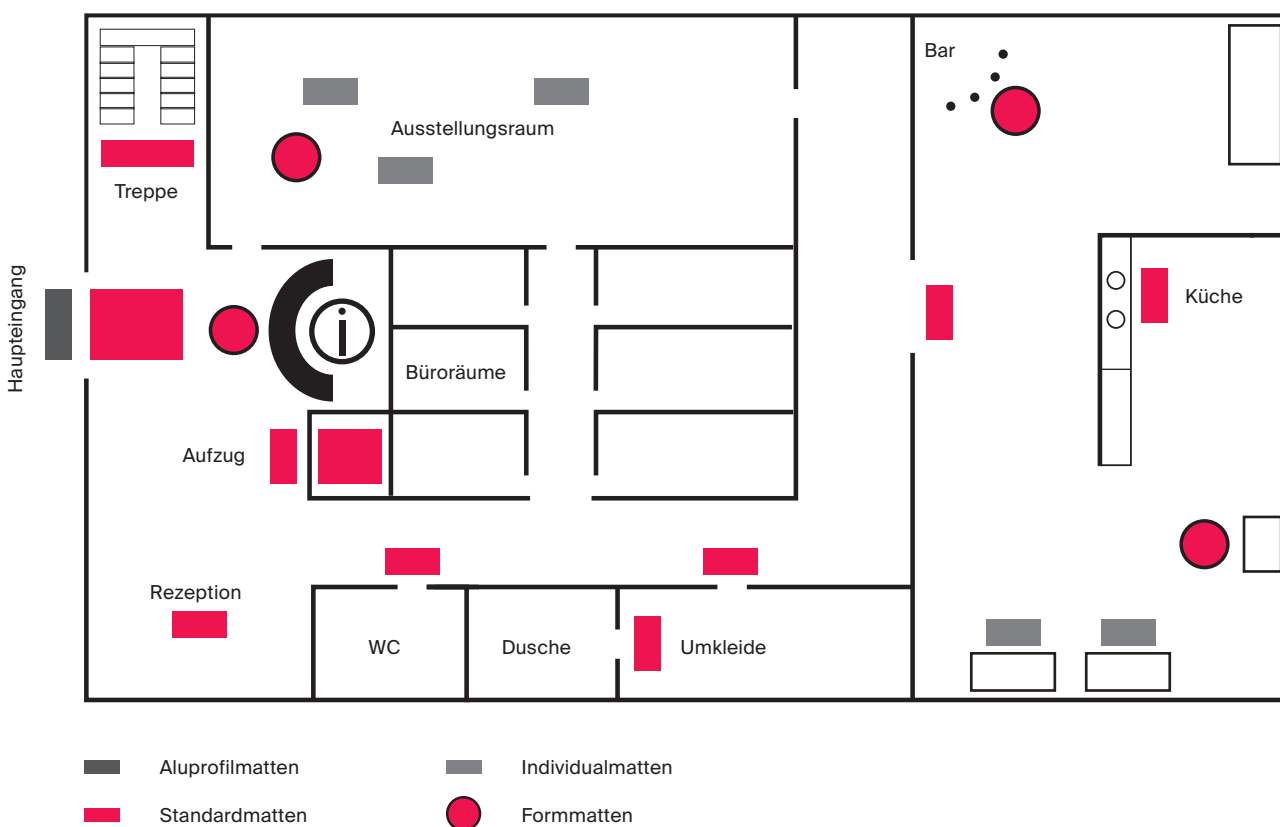 Bar
Ausstellungsraum
Treppe
Haupteingang
i
Küche
Büroräume
Aufzug
Rezeption
WC
Dusche
Umkleide
Aluprofilmatten
Individualmatten
Standardmatten
Formmatten